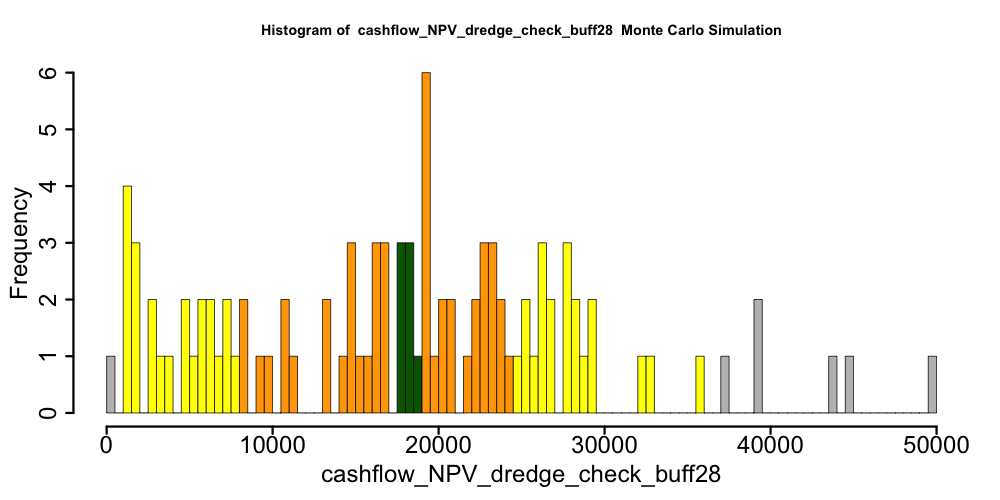 Histogram of  cashflow_NPV_dredge_check_buff28  Monte Carlo Simulation
6
5
4
3
2
1
0
Frequency
0 10000 20000 30000 40000 50000
cashflow_NPV_dredge_check_buff28